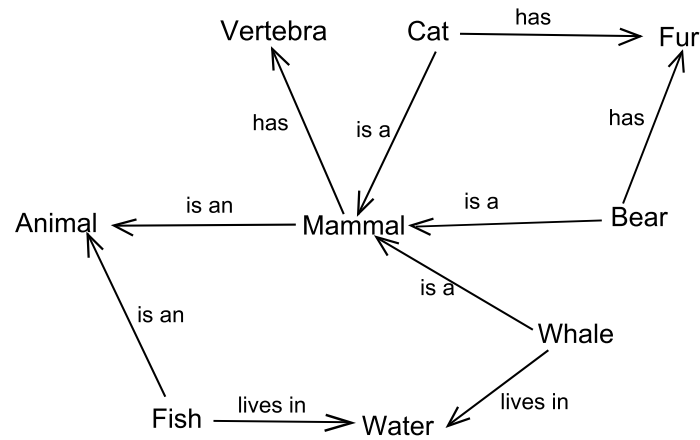 has
Vertebra
Cat
Fur
has
is a
has
is an
is a
Animal
Mammal
Bear
is a
is an
Whale
lives in
lives in
Fish
Water